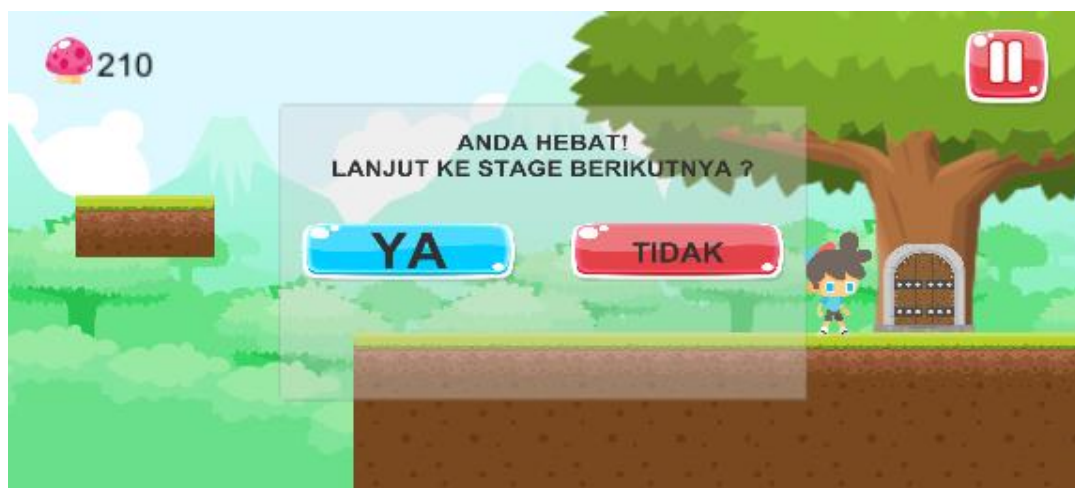 210
ANDA HEBAT!
LANJUT KE STAGE BERIKUTNYA ?
YA
TIDAK